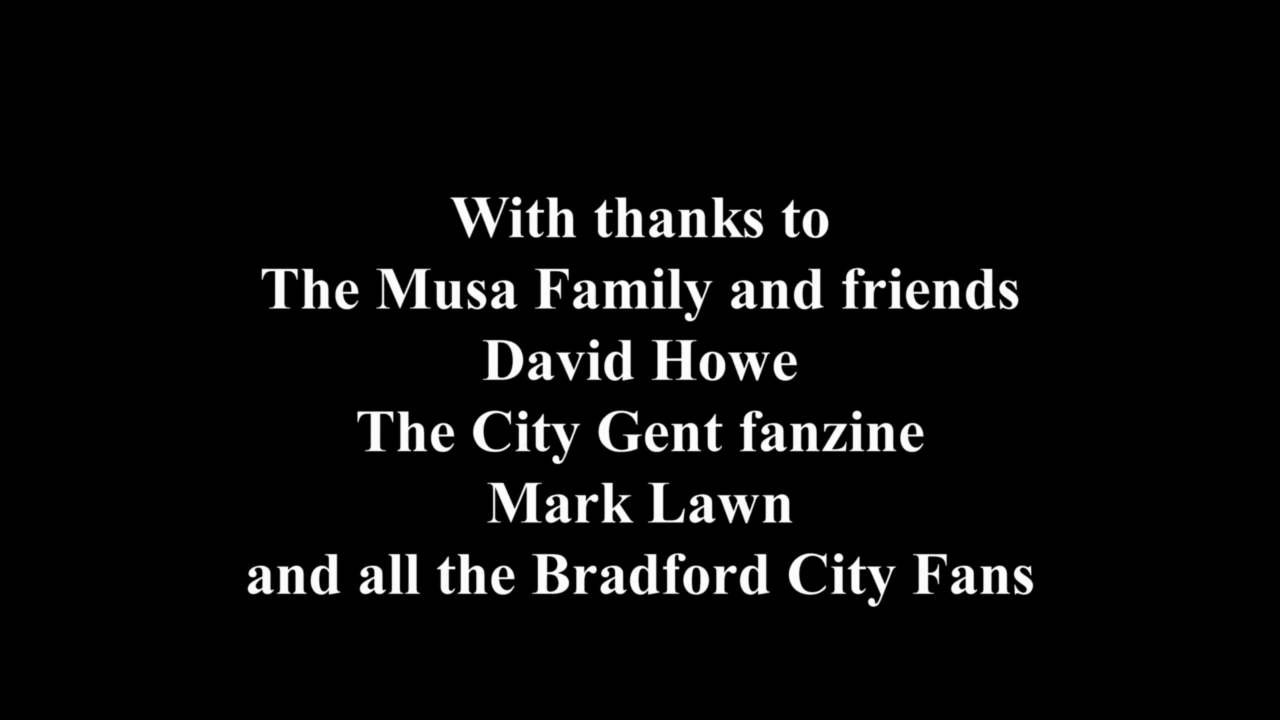 With thanks to
The Musa Family and friends
David Howe
The City Gent fanzine
Mark Lawn
and all the Bradford City Fans